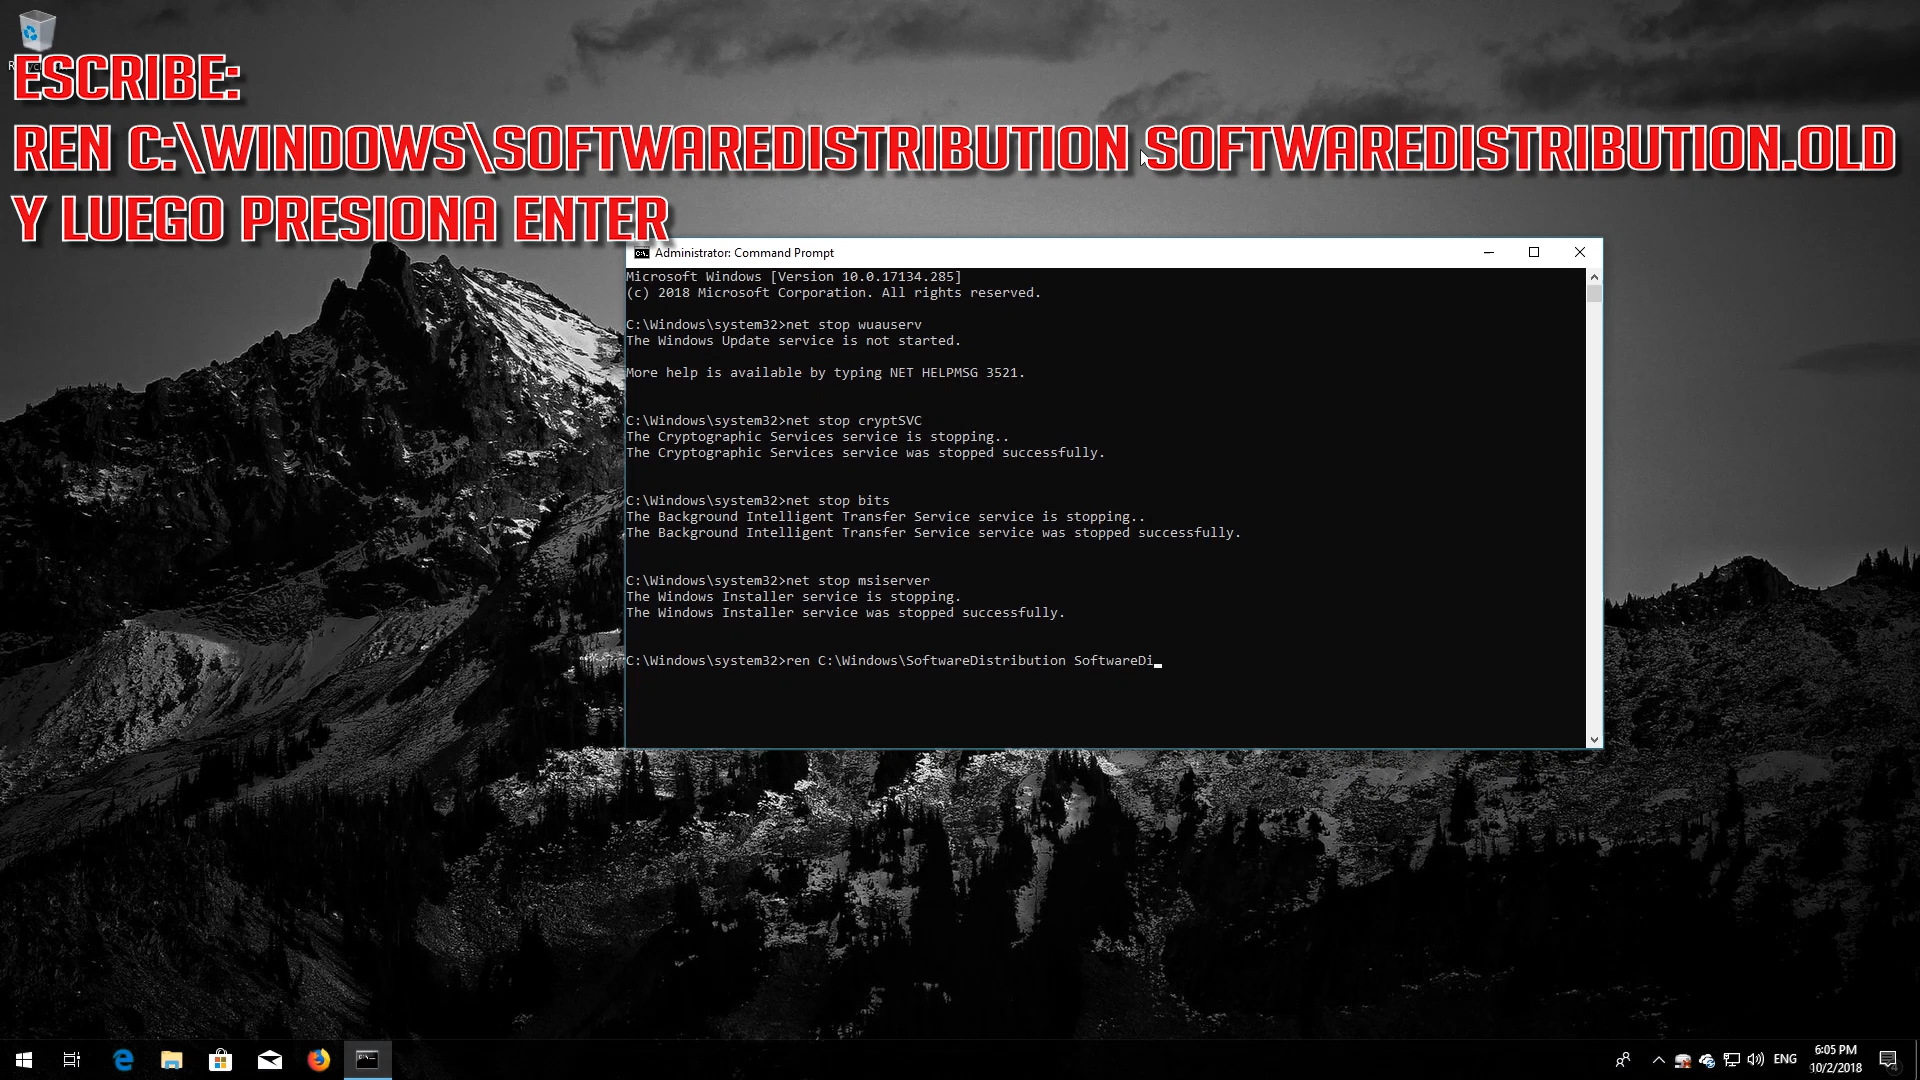 ESCRIBE:
REN C:\WINDOWS\SOFTWAREDISTRIBUTION SOFTWAREDISTRIBUTION.OLD
Y LUEGO PRESIONA ENTER
Administrator: Command Prompt
Microsoft Windows [Version 10.0.17134.285]
(c) 2018 Microsoft Corporation. All rights reserved.
C:\Windows\system32>net stop wuauserv
The Windows Update service is not started.
More help is available by typing NET HELPMSG 3521.
C:\Windows\system32>net stop cryptSVC
The Cryptographic Services service is stopping..
The Cryptographic Services service was stopped successfully.
C:\Windows\system32>net stop bits
The Background Intelligent Transfer Service service is stopping..
The Background Intelligent Transfer Service service was stopped successfully.
C:\Windows\system32>net stop msiserver
The Windows Installer service is stopping.
The Windows Installer service was stopped successfully.
C:\Windows\system32>ren C:\Windows\SoftwareDistribution SoftwareDi
ENG
6:05 PM
10/2/2018